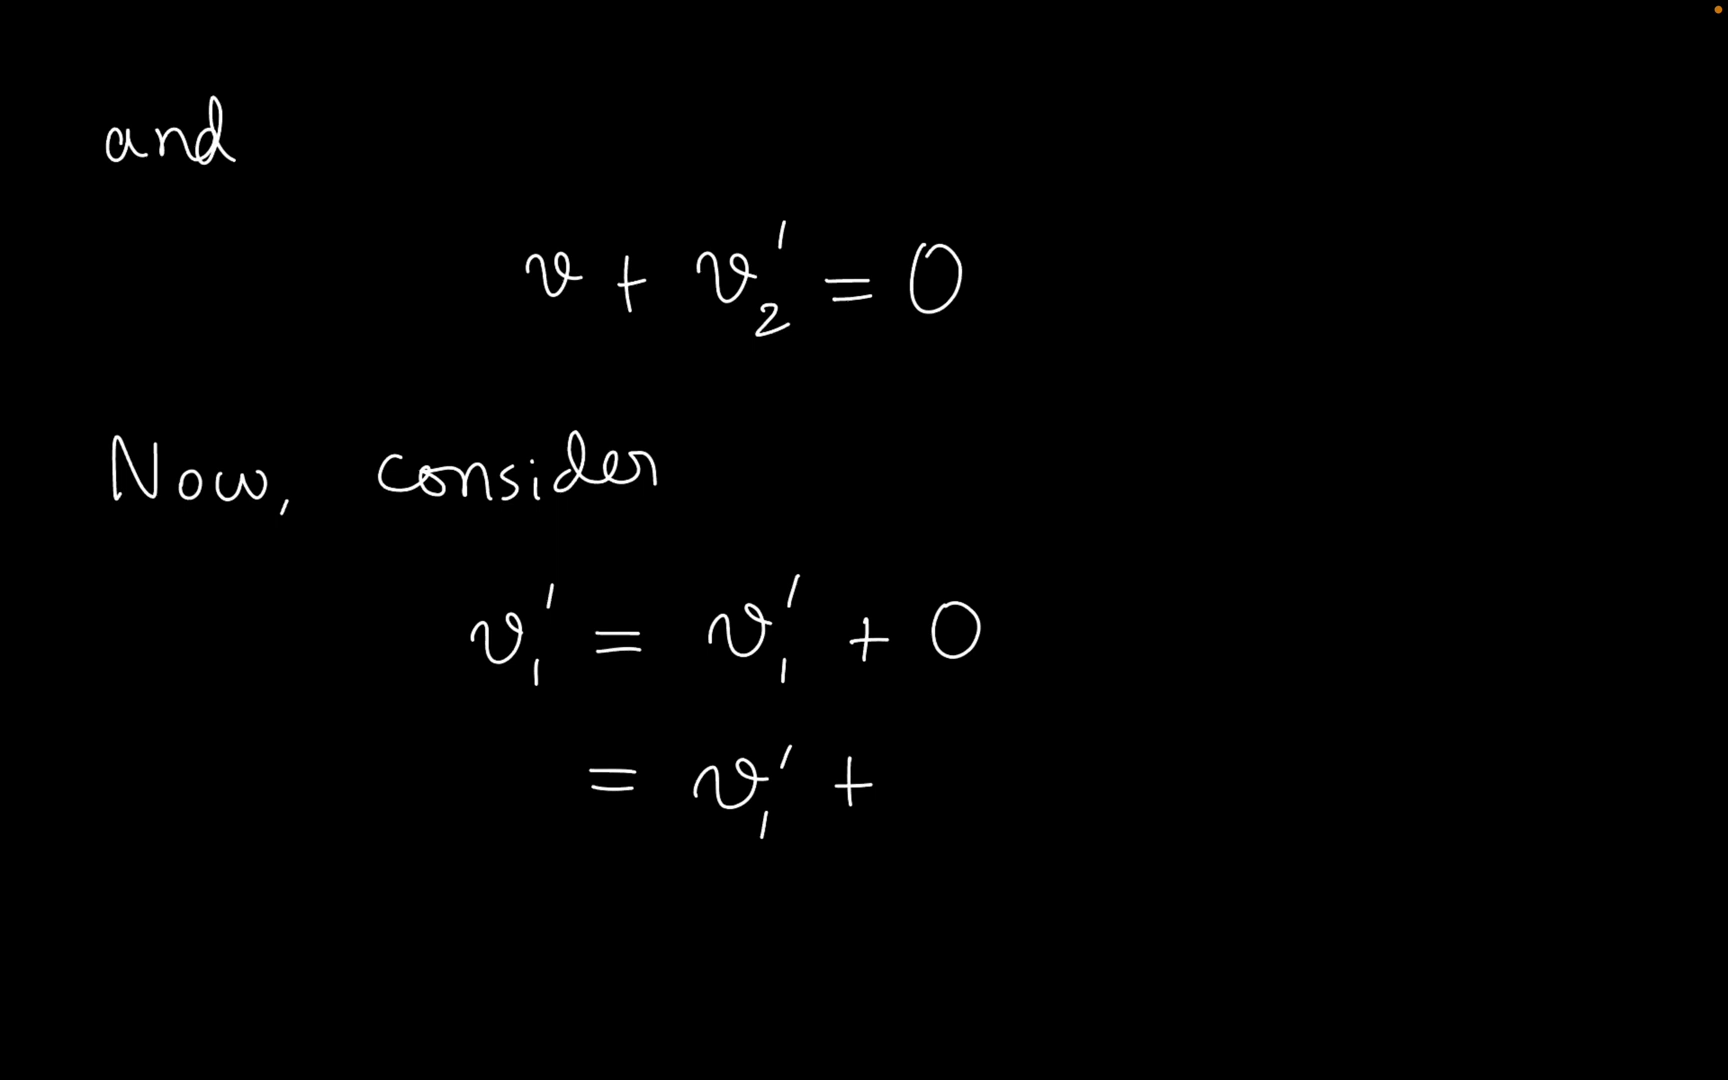 and
v + v₂' = 0
Now, consider
v₁' = v₁' + 0
= v₁' +